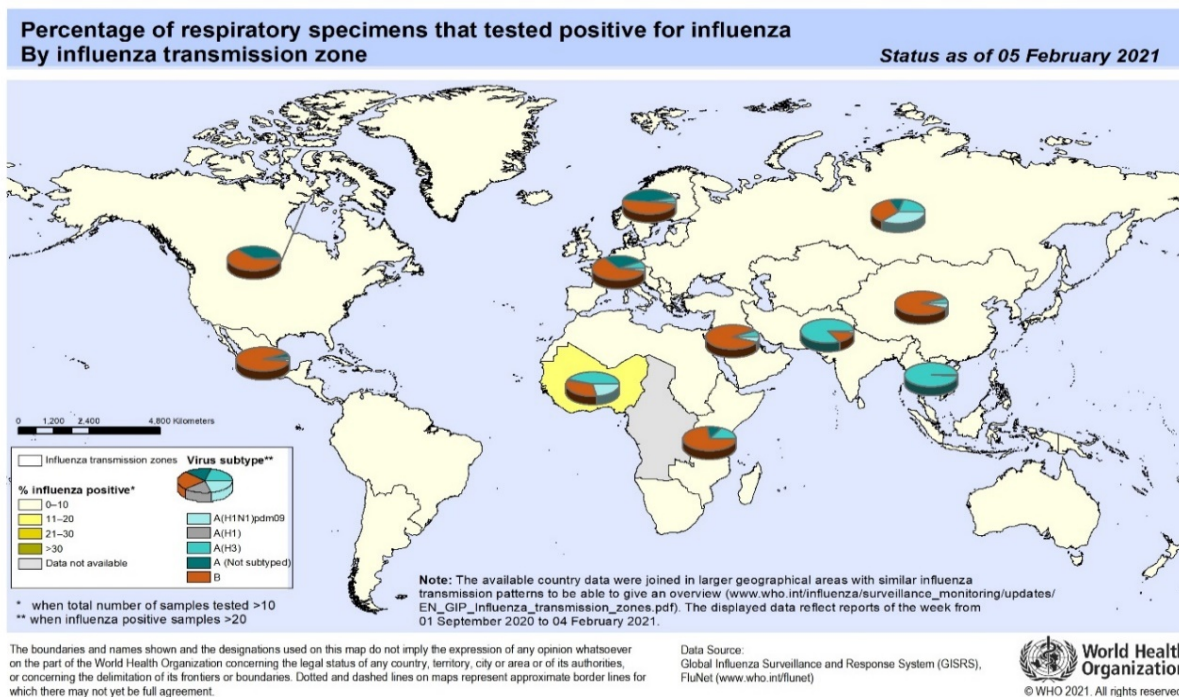 Percentage of respiratory specimens that tested positive for influenza
By influenza transmission zone
Status as of 05 February 2021
0 1,200 2,400 4,800 Kilometers
Influenza transmission zones
% influenza positive*
0–10
11–20
21–30
>30
Data not available
Virus subtype**
A(H1N1)pdm09
A(H1)
A(H3)
A (Not subtyped)
B
* when total number of samples tested >10
** when influenza positive samples >20
Note: The available country data were joined in larger geographical areas with similar influenza
transmission patterns to be able to give an overview (www.who.int/influenza/surveillance_monitoring/updates/
EN_GIP_Influenza_transmission_zones.pdf). The displayed data reflect reports of the week from
01 September 2020 to 04 February 2021.
The boundaries and names shown and the designations used on this map do not imply the expression of any opinion whatsoever
on the part of the World Health Organization concerning the legal status of any country, territory, city or area or of its authorities,
or concerning the delimitation of its frontiers or boundaries. Dotted and dashed lines on maps represent approximate border lines for
which there may not yet be full agreement.
Data Source:
Global Influenza Surveillance and Response System (GISRS),
FluNet (www.who.int/flunet)
World Health
Organization
© WHO 2021. All rights reserved